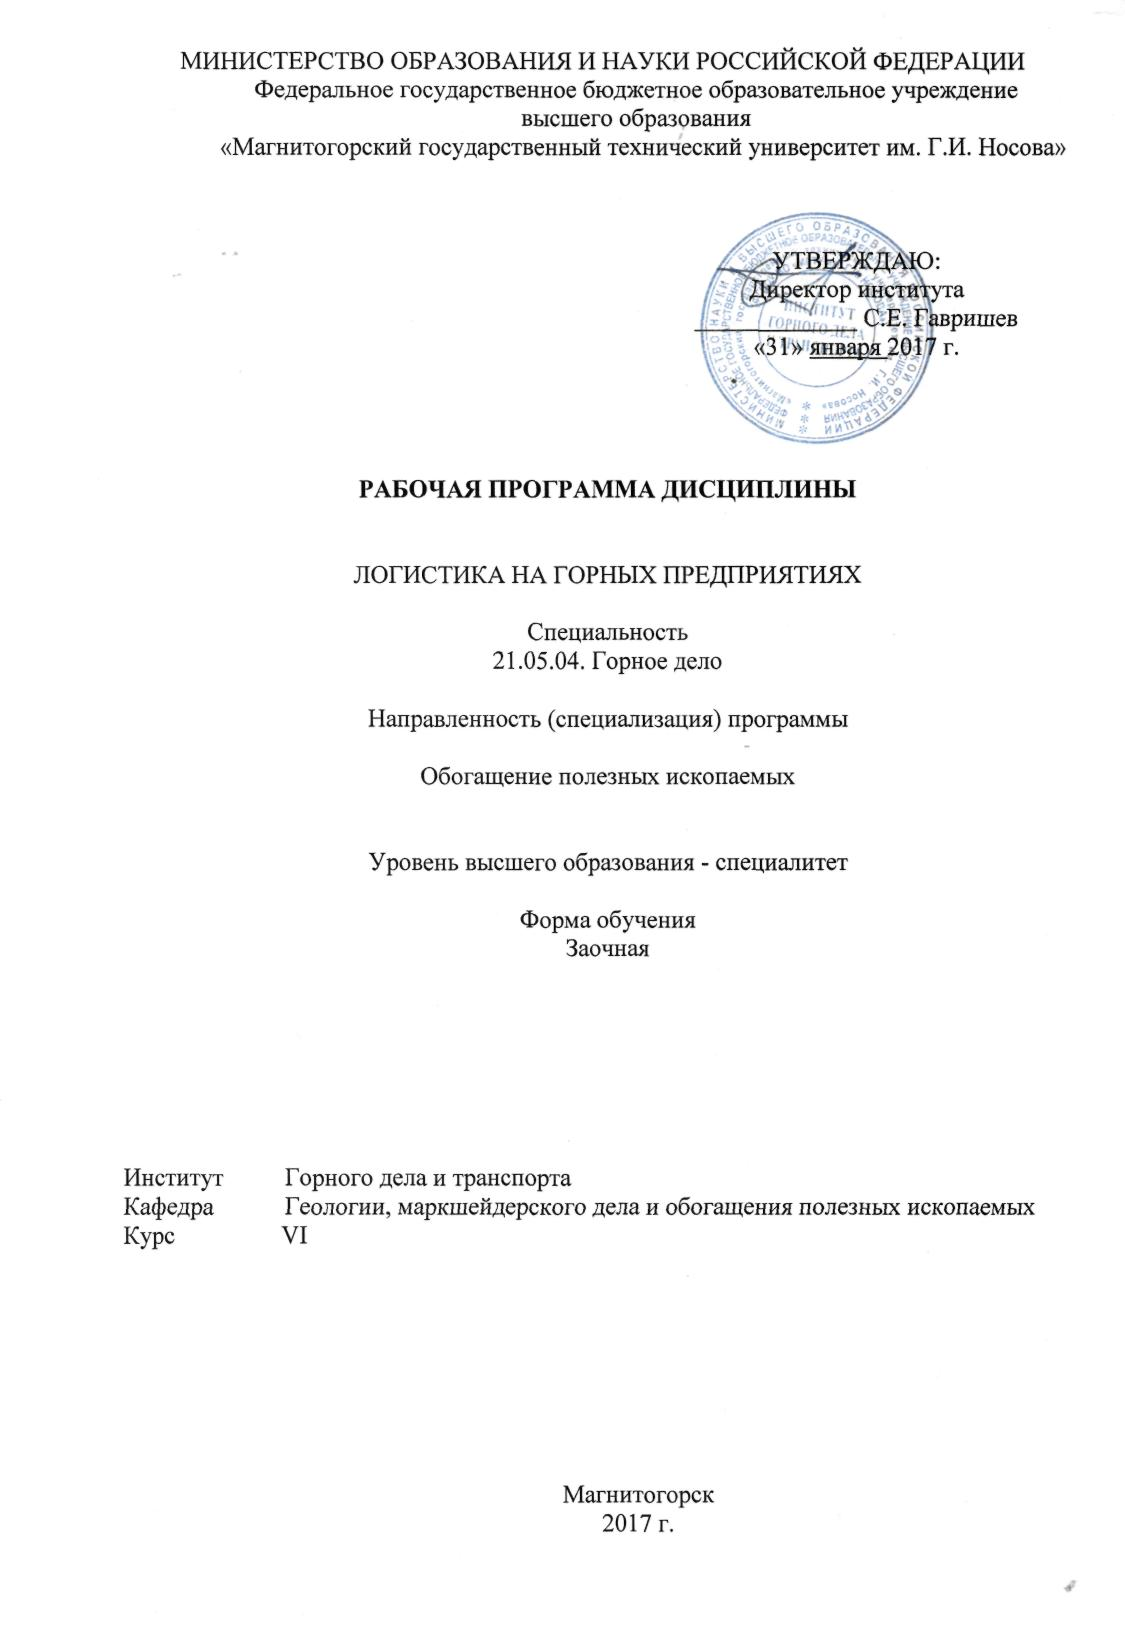 МИНИСТЕРСТВО ОБРАЗОВАНИЯ И НАУКИ РОССИЙСКОЙ ФЕДЕРАЦИИ
Федеральное государственное бюджетное образовательное учреждение
высшего образования
«Магнитогорский государственный технический университет им. Г.И. Носова»
УТВЕРЖДАЮ:
Директор института
С.Е. Гавришев
«31» января 2017 г.
ИНСТИТУТ
ГОРНОГО ДЕЛА
РАБОЧАЯ ПРОГРАММА ДИСЦИПЛИНЫ
ЛОГИСТИКА НА ГОРНЫХ ПРЕДПРИЯТИЯХ
Специальность
21.05.04. Горное дело
Направленность (специализация) программы
Обогащение полезных ископаемых
Уровень высшего образования - специалитет
Форма обучения
Заочная
Институт Горного дела и транспорта
Кафедра Геологии, маркшейдерского дела и обогащения полезных ископаемых
Курс VI
Магнитогорск
2017 г.